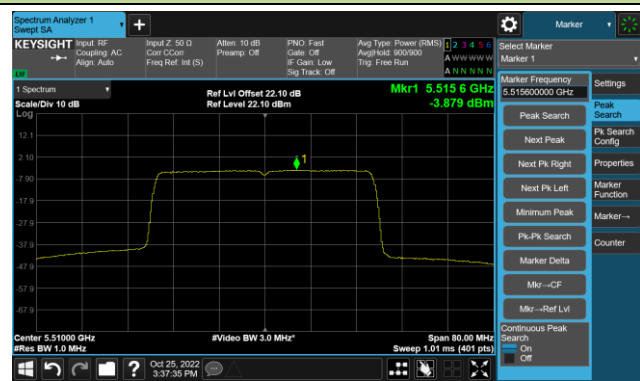 Spectrum Analyzer 1
Swept SA
+
Marker
KEYSIGHT
Input: RF
Coupling: AC
Align: Auto
Input Z: 50 Ω
Corr CCorr
Freq Ref: Int (S)
Atten: 10 dB
Preamp: Off
PNO: Fast
Gate: Off
IF Gain: Low
Sig Track: Off
Avg Type: Power (RMS)
Avg|Hold: 900/900
Trig: Free Run
1 2 3 4 5 6
A W W W W W
A N N N N N
Select Marker
Marker 1
LW
1 Spectrum
Scale/Div 10 dB
Log
Ref Lvl Offset 22.10 dB
Ref Level 22.10 dBm
Mkr1 5.515 6 GHz
-3.879 dBm
12.1
2.10
-7.90
-17.9
-27.9
-37.9
-47.9
-57.9
-67.9
1
Center 5.51000 GHz
#Res BW 1.0 MHz
#Video BW 3.0 MHz*
Span 80.00 MHz
Sweep 1.01 ms (401 pts)
Marker Frequency
5.515600000 GHz
Peak Search
Next Peak
Next Pk Right
Next Pk Left
Minimum Peak
Pk-Pk Search
Marker Delta
Mkr→CF
Mkr→Ref Lvl
Continuous Peak
Search
On
Off
Settings
Peak
Search
Pk Search
Config
Properties
Marker
Function
Marker→
Counter
?
Oct 25, 2022
3:37:35 PM